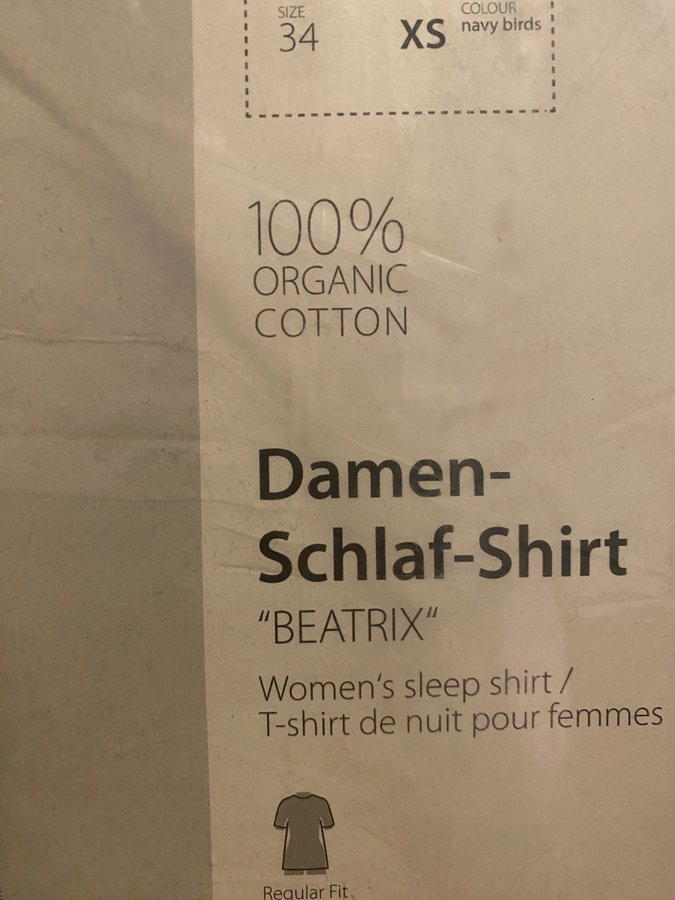 SIZE
34
XS
COLOUR
navy birds
100%
ORGANIC
COTTON
Damen-
Schlaf-Shirt
"BEATRIX“
Women‘s sleep shirt /
T-shirt de nuit pour femmes
Regular Fit